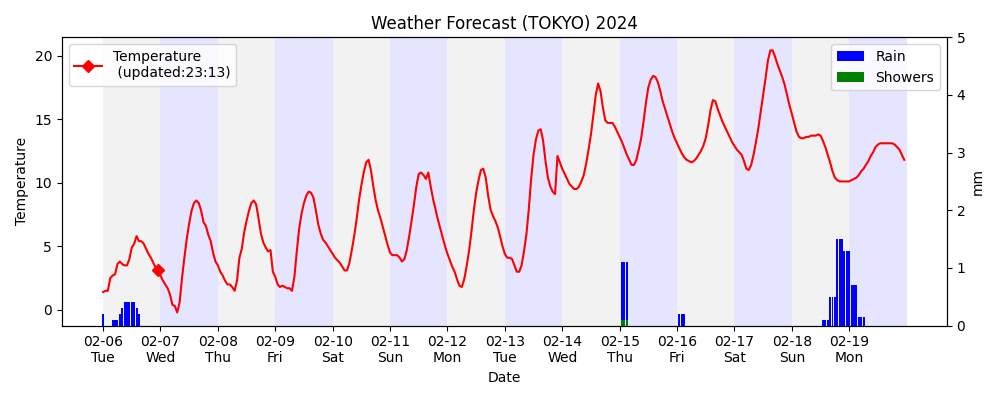 Weather Forecast (TOKYO) 2024
Temperature
(updated:23:13)
Rain
Showers
Temperature
20
15
10
5
0
mm
5
4
3
2
1
0
02-06 02-07 02-08 02-09 02-10 02-11 02-12 02-13 02-14 02-15 02-16 02-17 02-18 02-19
Tue Wed Thu Fri Sat Sun Mon Tue Wed Thu Fri Sat Sun Mon
Date